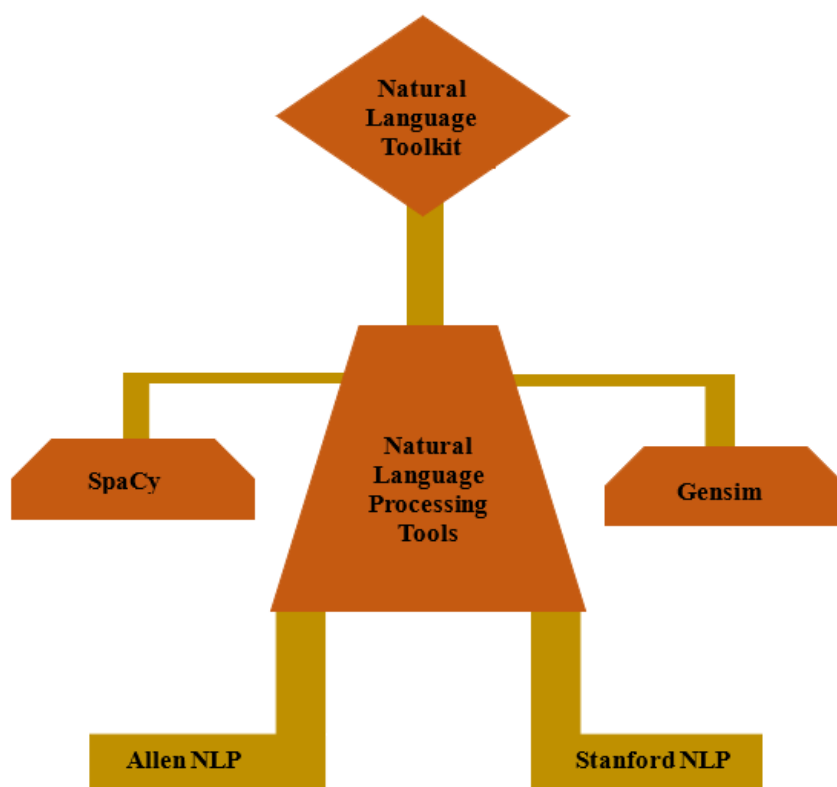 Natural
Language
Toolkit
SpaCy
Natural
Language
Processing
Tools
Gensim
Allen NLP
Stanford NLP